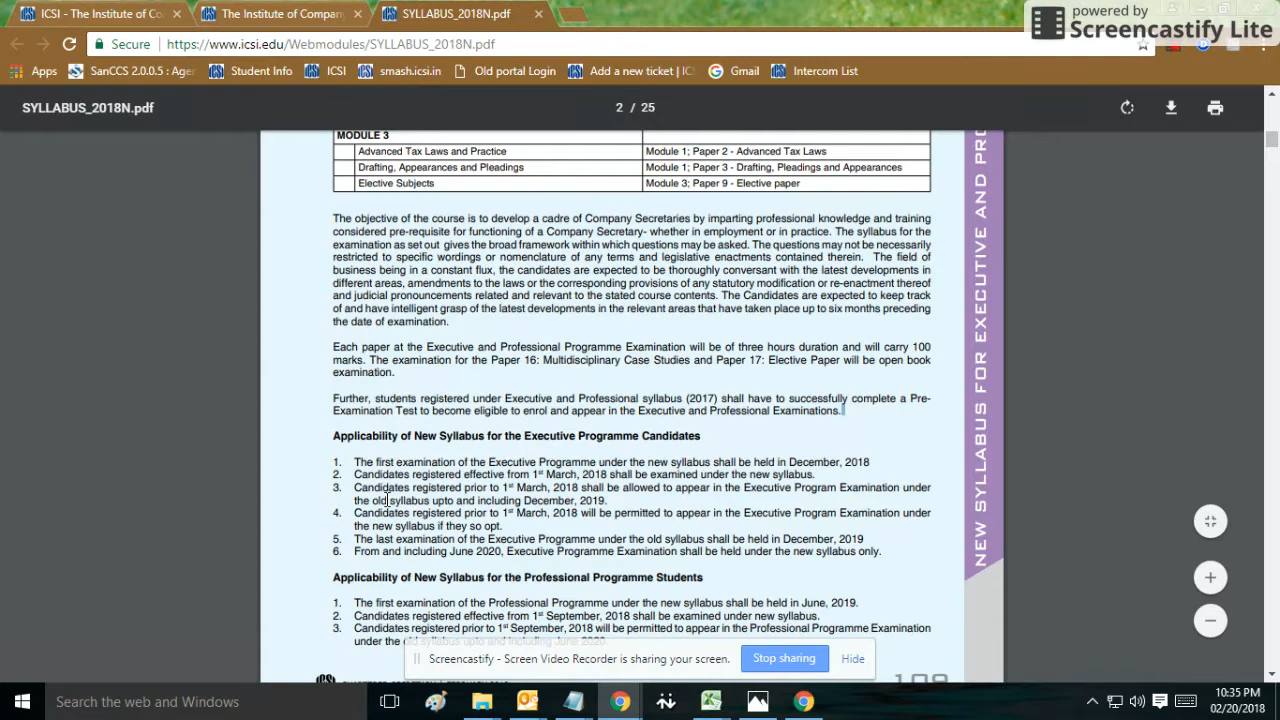 ICSI - The Institute of Co
The Institute of Compan
SYLLABUS_2018N.pdf
powered by
Screencastify Lite
Secure
https://www.icsi.edu/Webmodules/SYLLABUS_2018N.pdf
Apps
SanCCS 2.0.0.5 : Ager
Student Info
ICSI
smash.icsi.in
Old portal Login
Add a new ticket | IC
Gmail
Intercom List
SYLLABUS_2018N.pdf
2 / 25
MODULE 3
Advanced Tax Laws and Practice
Module 1; Paper 2 - Advanced Tax Laws
Drafting, Appearances and Pleadings
Module 1; Paper 3 - Drafting, Pleadings and Appearances
Elective Subjects
Module 3; Paper 9 - Elective paper
The objective of the course is to develop a cadre of Company Secretaries by imparting professional knowledge and training
considered pre-requisite for functioning of a Company Secretary- whether in employment or in practice. The syllabus for the
examination as set out gives the broad framework within which questions may be asked. The questions may not be necessarily
restricted to specific wordings or nomenclature of any terms and legislative enactments contained therein. The field of
business being in a constant flux, the candidates are expected to be thoroughly conversant with the latest developments in
different areas, amendments to the laws or the corresponding provisions of any statutory modification or re-enactment thereof
and judicial pronouncements related and relevant to the stated course contents. The Candidates are expected to keep track
of and have intelligent grasp of the latest developments in the relevant areas that have taken place up to six months preceding
the date of examination.
Each paper at the Executive and Professional Programme Examination will be of three hours duration and will carry 100
marks. The examination for the Paper 16: Multidisciplinary Case Studies and Paper 17: Elective Paper will be open book
examination.
Further, students registered under Executive and Professional syllabus (2017) shall have to successfully complete a Pre-
Examination Test to become eligible to enrol and appear in the Executive and Professional Examinations.
Applicability of New Syllabus for the Executive Programme Candidates
1. The first examination of the Executive Programme under the new syllabus shall be held in December, 2018
2. Candidates registered effective from 1st March, 2018 shall be examined under the new syllabus.
3. Candidates registered prior to 1st March, 2018 shall be allowed to appear in the Executive Program Examination under
the old syllabus upto and including December, 2019.
4. Candidates registered prior to 1st March, 2018 will be permitted to appear in the Executive Program Examination under
the new syllabus if they so opt.
5. The last examination of the Executive Programme under the old syllabus shall be held in December, 2019
6. From and including June 2020, Executive Programme Examination shall be held under the new syllabus only.
Applicability of New Syllabus for the Professional Programme Students
1. The first examination of the Professional Programme under the new syllabus shall be held in June, 2019.
2. Candidates registered effective from 1st September, 2018 shall be examined under new syllabus.
3. Candidates registered prior to 1st September, 2018 will be permitted to appear in the Professional Programme Examination
under the old syllabus upto and including June 2020.
NEW SYLLABUS FOR EXECUTIVE AND PRO
Screencastify - Screen Video Recorder is sharing your screen.
Stop sharing
Hide
Search the web and Windows
10:35 PM
02/20/2018